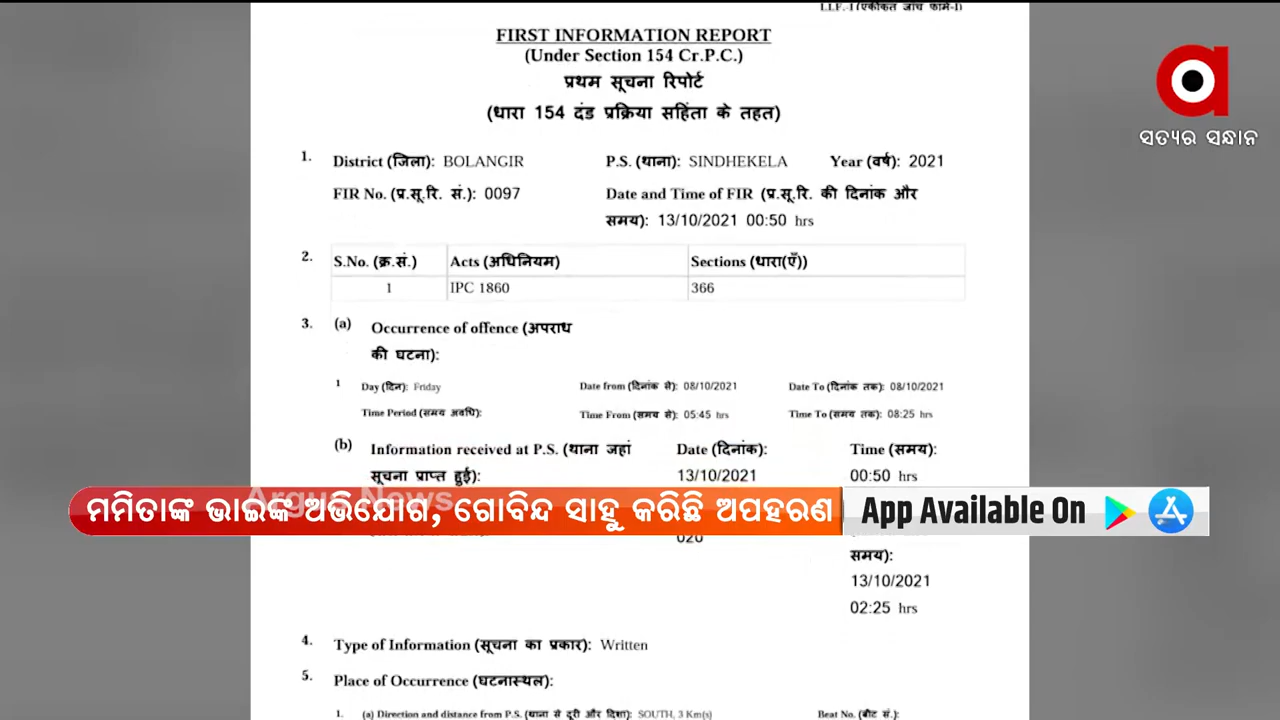 FIRST INFORMATION REPORT
(Under Section 154 Cr.P.C.)
प्रथम सूचना रिपोर्ट
(धारा 154 दंड प्रक्रिया सहिंता के तहत)
ସତ୍ୟର ସନ୍ଧାନ
1. District (जिला): BOLANGIR P.S. (थाना): SINDHEKELA Year (वर्ष): 2021
FIR No. (प्र.सू.रि. सं.): 0097 Date and Time of FIR (प्र.सू.रि. की दिनांक और
समय): 13/10/2021 00:50 hrs
2. S.No. (क्र.सं.) Acts (अधिनियम) Sections (धारा(एँ))
1 IPC 1860 366
3. (a) Occurrence of offence (अपराध
की घटना):
1 Day (दिन): Friday Date from (दिनांक से): 08/10/2021 Date To (दिनांक तक): 08/10/2021
Time Period (समय अवधि): Time From (समय से): 05:45 hrs Time To (समय तक): 08:25 hrs
(b) Information received at P.S. (थाना जहां Date (दिनांक): Time (समय):
सूचना प्राप्त हुई): 13/10/2021 00:50 hrs
Argus News
ମମିତାଙ୍କ ଭାଇଙ୍କ ଅଭିଯୋଗ, ଗୋବିନ୍ଦ ସାହୁ କରିଛି ଅପହରଣ App Available On
020
समय):
13/10/2021
02:25 hrs
4. Type of Information (सूचना का प्रकार): Written
5. Place of Occurrence (घटनास्थल):
1. (a) Direction and distance from P.S. (थाना से दूरी और दिशा): SOUTH, 3 Km(s) Beat No. (बीट सं.):